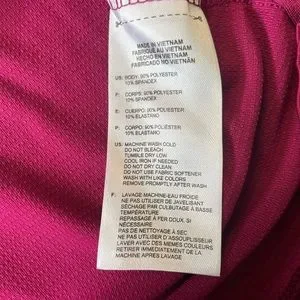 MADE IN VIETNAM
FABRIQUÉ AU VIETNAM
HECHO EN VIETNAM
FABRICADO NO VIETNÃ
US: BODY: 90% POLYESTER
10% SPANDEX
F: CORPS: 90% POLYESTER
10% ELASTHANNE
E: CUERPO: 90% POLIÉSTER
10% ELASTANO
P: CORPO: 90% POLIÉSTER
10% ELASTANO
US: MACHINE WASH COLD
DO NOT BLEACH
TUMBLE DRY LOW
COOL IRON IF NEEDED
DO NOT DRY CLEAN
DO NOT USE FABRIC SOFTENER
WASH WITH LIKE COLORS
REMOVE PROMPTLY AFTER WASH
F: LAVAGE MACHINE-EAU FROIDE
NE PAS UTILISER DE JAVELLISANT
SÉCHAGE PAR CULBUTAGE À BASSE
TEMPÉRATURE
REPASSAGE À FER DOUX, SI
NÉCESSAIRE
PAS DE NETTOYAGE À SEC
NE PAS UTILISER D'ASSOUPLISSEUR
LAVER AVEC DES MEMES COULEURS
RETIRER IMMÉDIATEMENT DE LA
MACHINE APRÈS LAVAGE